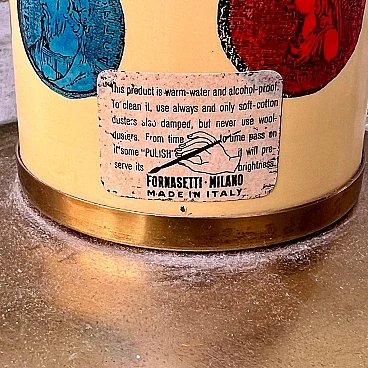 This product is warm-water and alcohol-proof.
To clean it, use always and only soft-cotton
dusters also damped, but never use wool-
dusters. From time to time pass on
it some "PULISH" it will pre-
serve its brightness.
FORNASETTI - MILANO
MADE IN ITALY